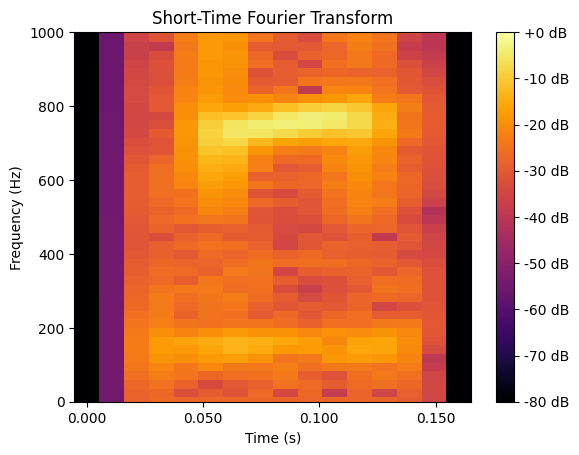 Short-Time Fourier Transform
1000
800
600
400
200
0
Frequency (Hz)
0.000
0.050
0.100
0.150
Time (s)
+0 dB
-10 dB
-20 dB
-30 dB
-40 dB
-50 dB
-60 dB
-70 dB
-80 dB